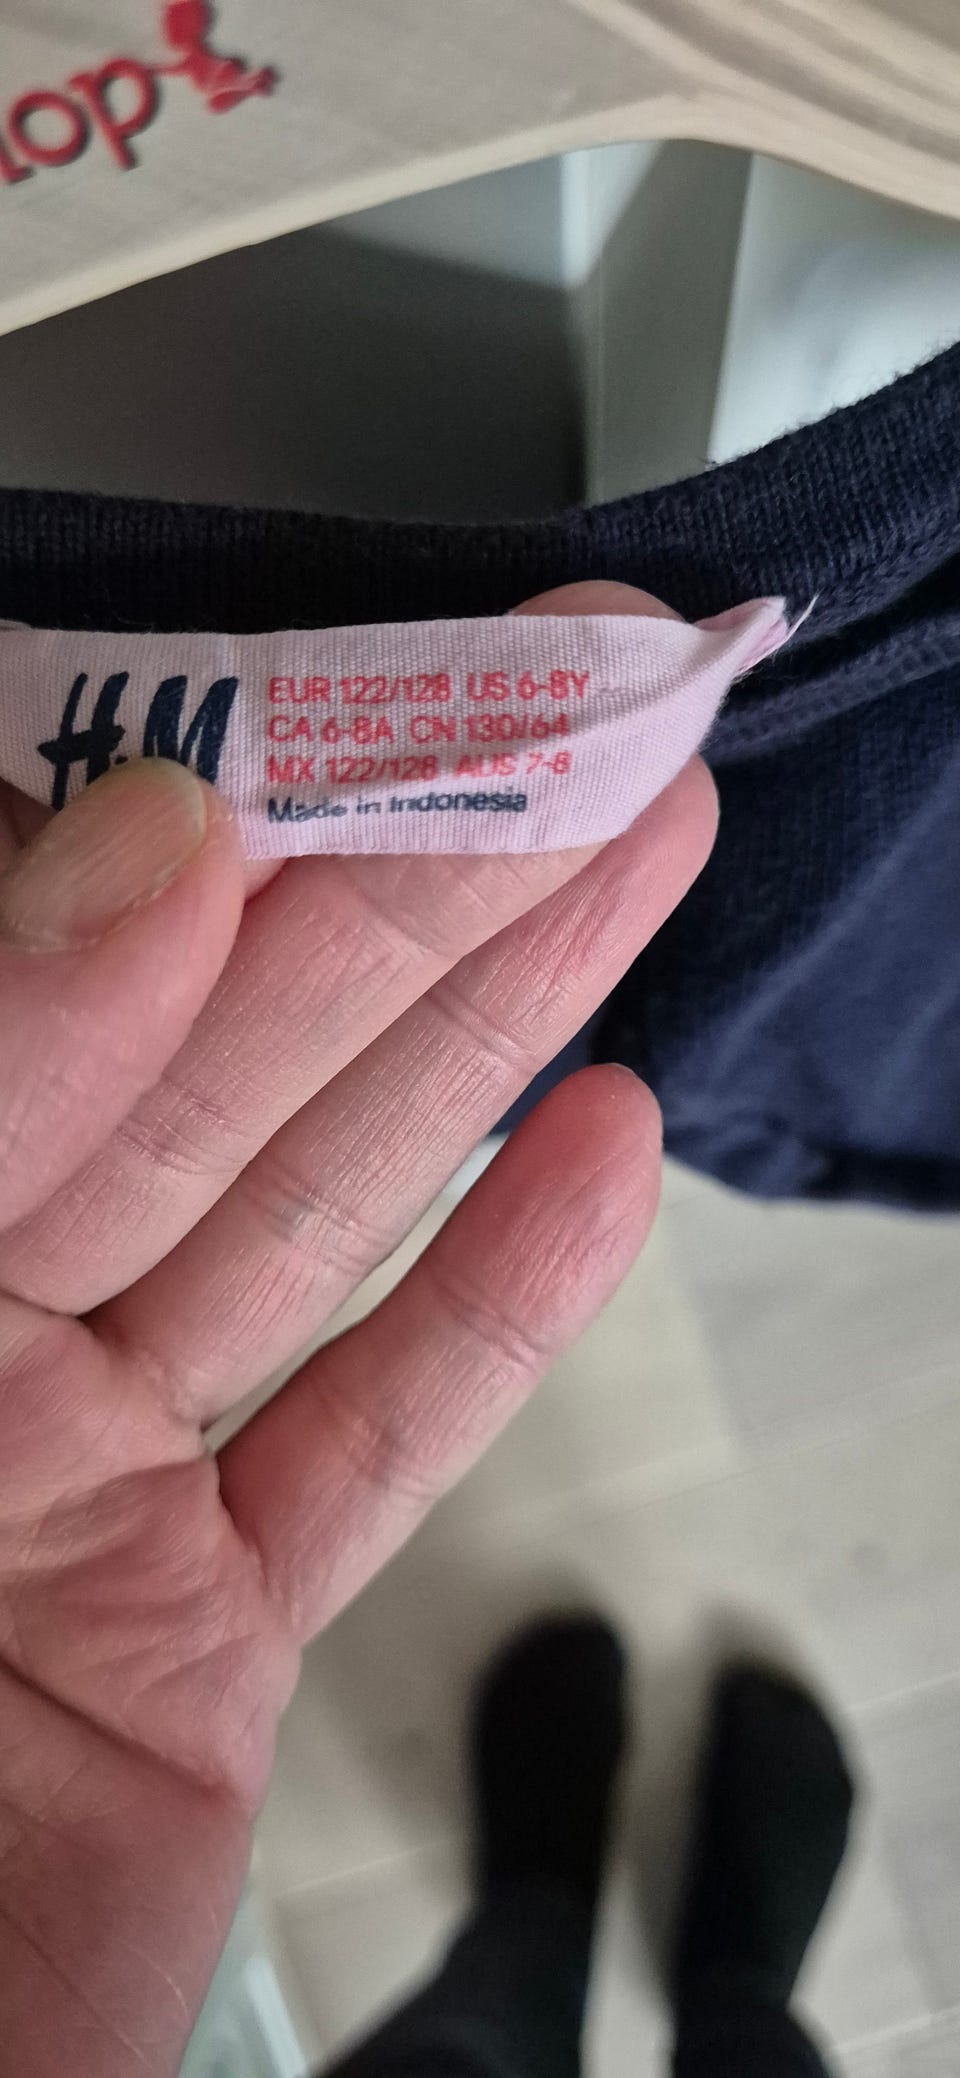 H&M
EUR 122/128 US 6-8Y
CA 6-8A CN 130/64
MX 122/128 AUS 7-8
Made in Indonesia